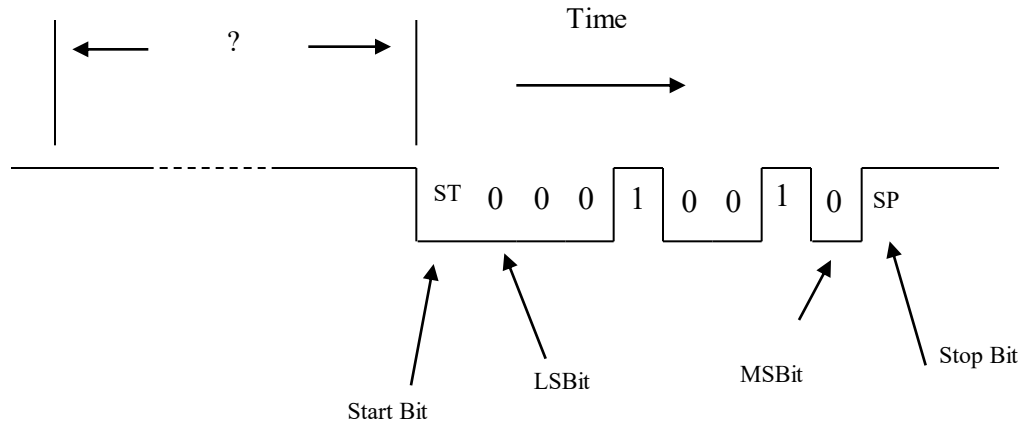 Time
?
ST 0 0 0 1 0 0 1 0 SP
Stop Bit
MSBit
LSBit
Start Bit